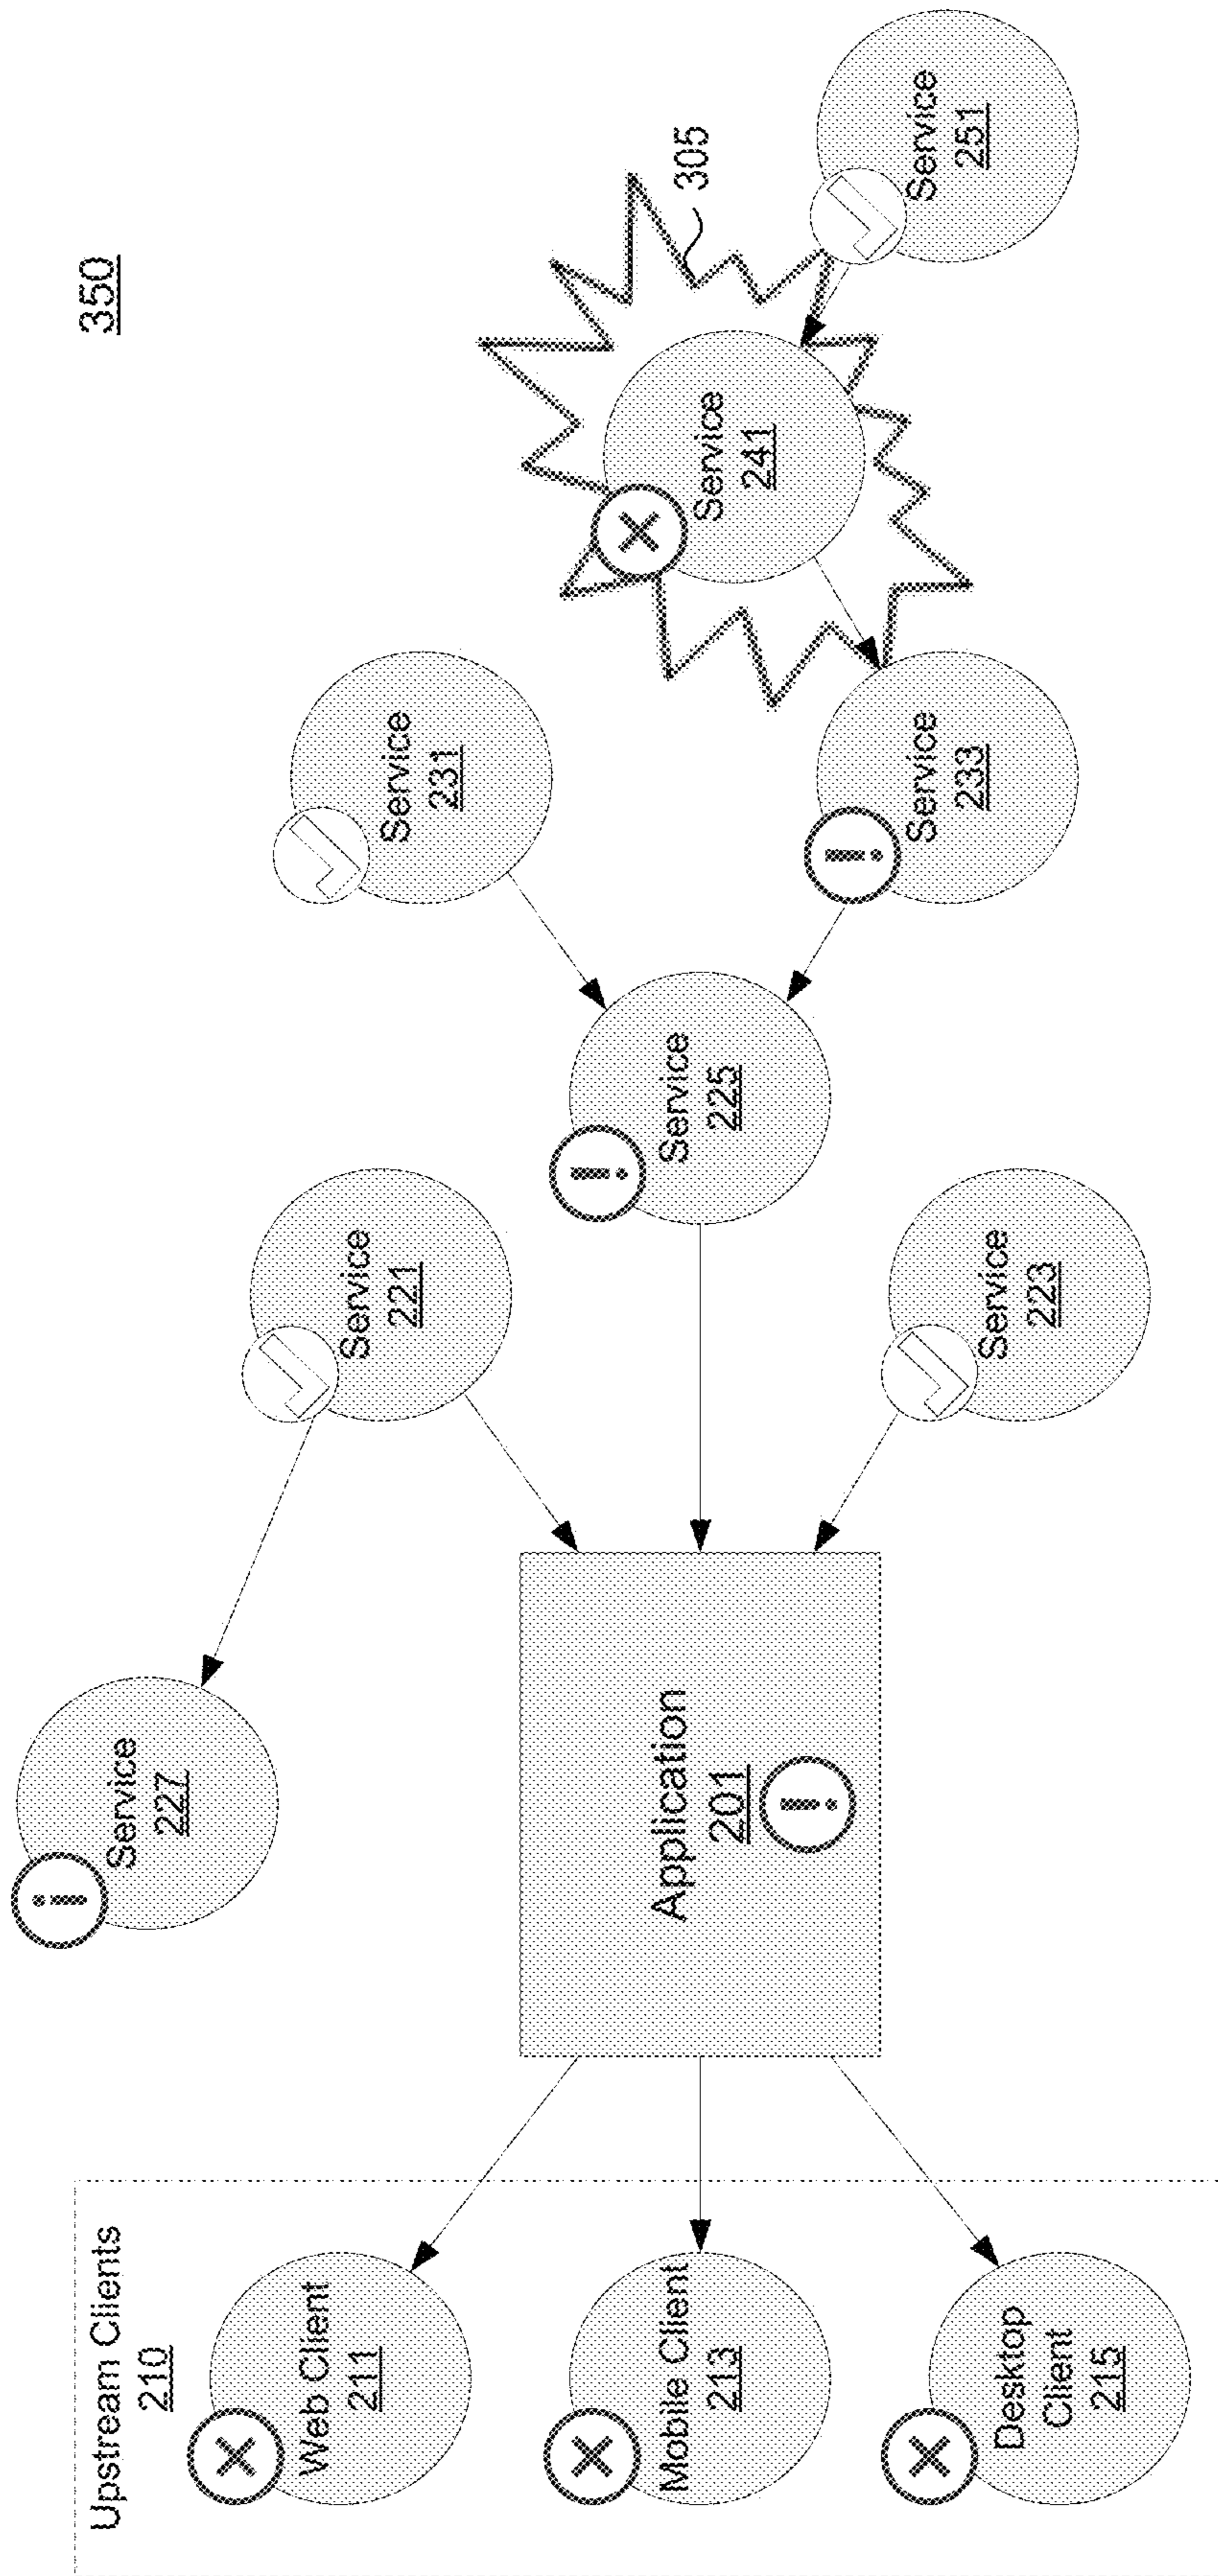 350
Upstream Clients
210
Web Client
211
Mobile Client
213
Desktop
Client
215
Service
227
Application
201
Service
221
Service
223
Service
225
Service
231
Service
233
Service
241
305
Service
251